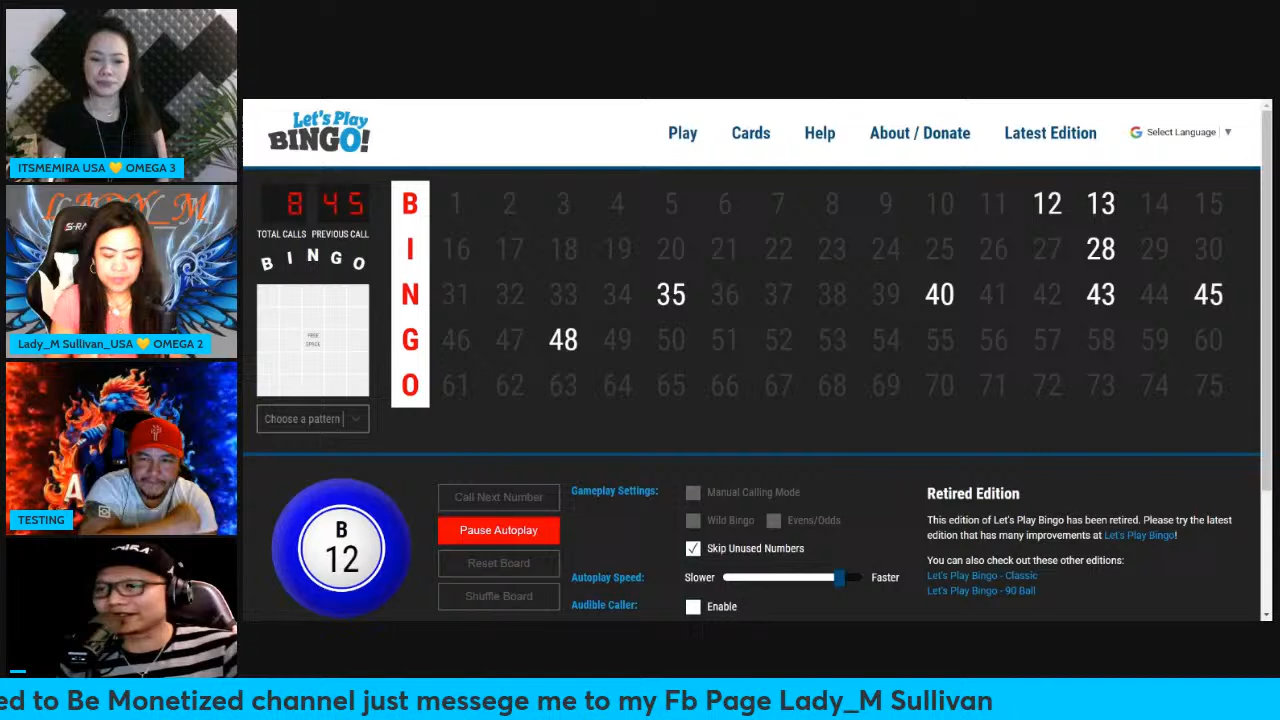 LADY_M
S-RA
A
ITSMEMIRA USA 💛 OMEGA 3
Lady_M Sullivan_USA 💛 OMEGA 2
TESTING
Let's Play
BINGO!
Play
Cards
Help
About / Donate
Latest Edition
G Select Language ▼
8 45
TOTAL CALLS PREVIOUS CALL
B I N G O
FREE
SPACE
Choose a pattern
B 1 2 3 4 5 6 7 8 9 10 11 12 13 14 15
I 16 17 18 19 20 21 22 23 24 25 26 27 28 29 30
N 31 32 33 34 35 36 37 38 39 40 41 42 43 44 45
G 46 47 48 49 50 51 52 53 54 55 56 57 58 59 60
O 61 62 63 64 65 66 67 68 69 70 71 72 73 74 75
B
12
Call Next Number
Pause Autoplay
Reset Board
Shuffle Board
Gameplay Settings:
Manual Calling Mode
Wild Bingo
Evens/Odds
Skip Unused Numbers
Autoplay Speed:
Slower
Faster
Audible Caller:
Enable
Retired Edition
This edition of Let's Play Bingo has been retired. Please try the latest
edition that has many improvements at Let's Play Bingo!
You can also check out these other editions:
Let's Play Bingo - Classic
Let's Play Bingo - 90 Ball
ed to Be Monetized channel just messege me to my Fb Page Lady_M Sullivan